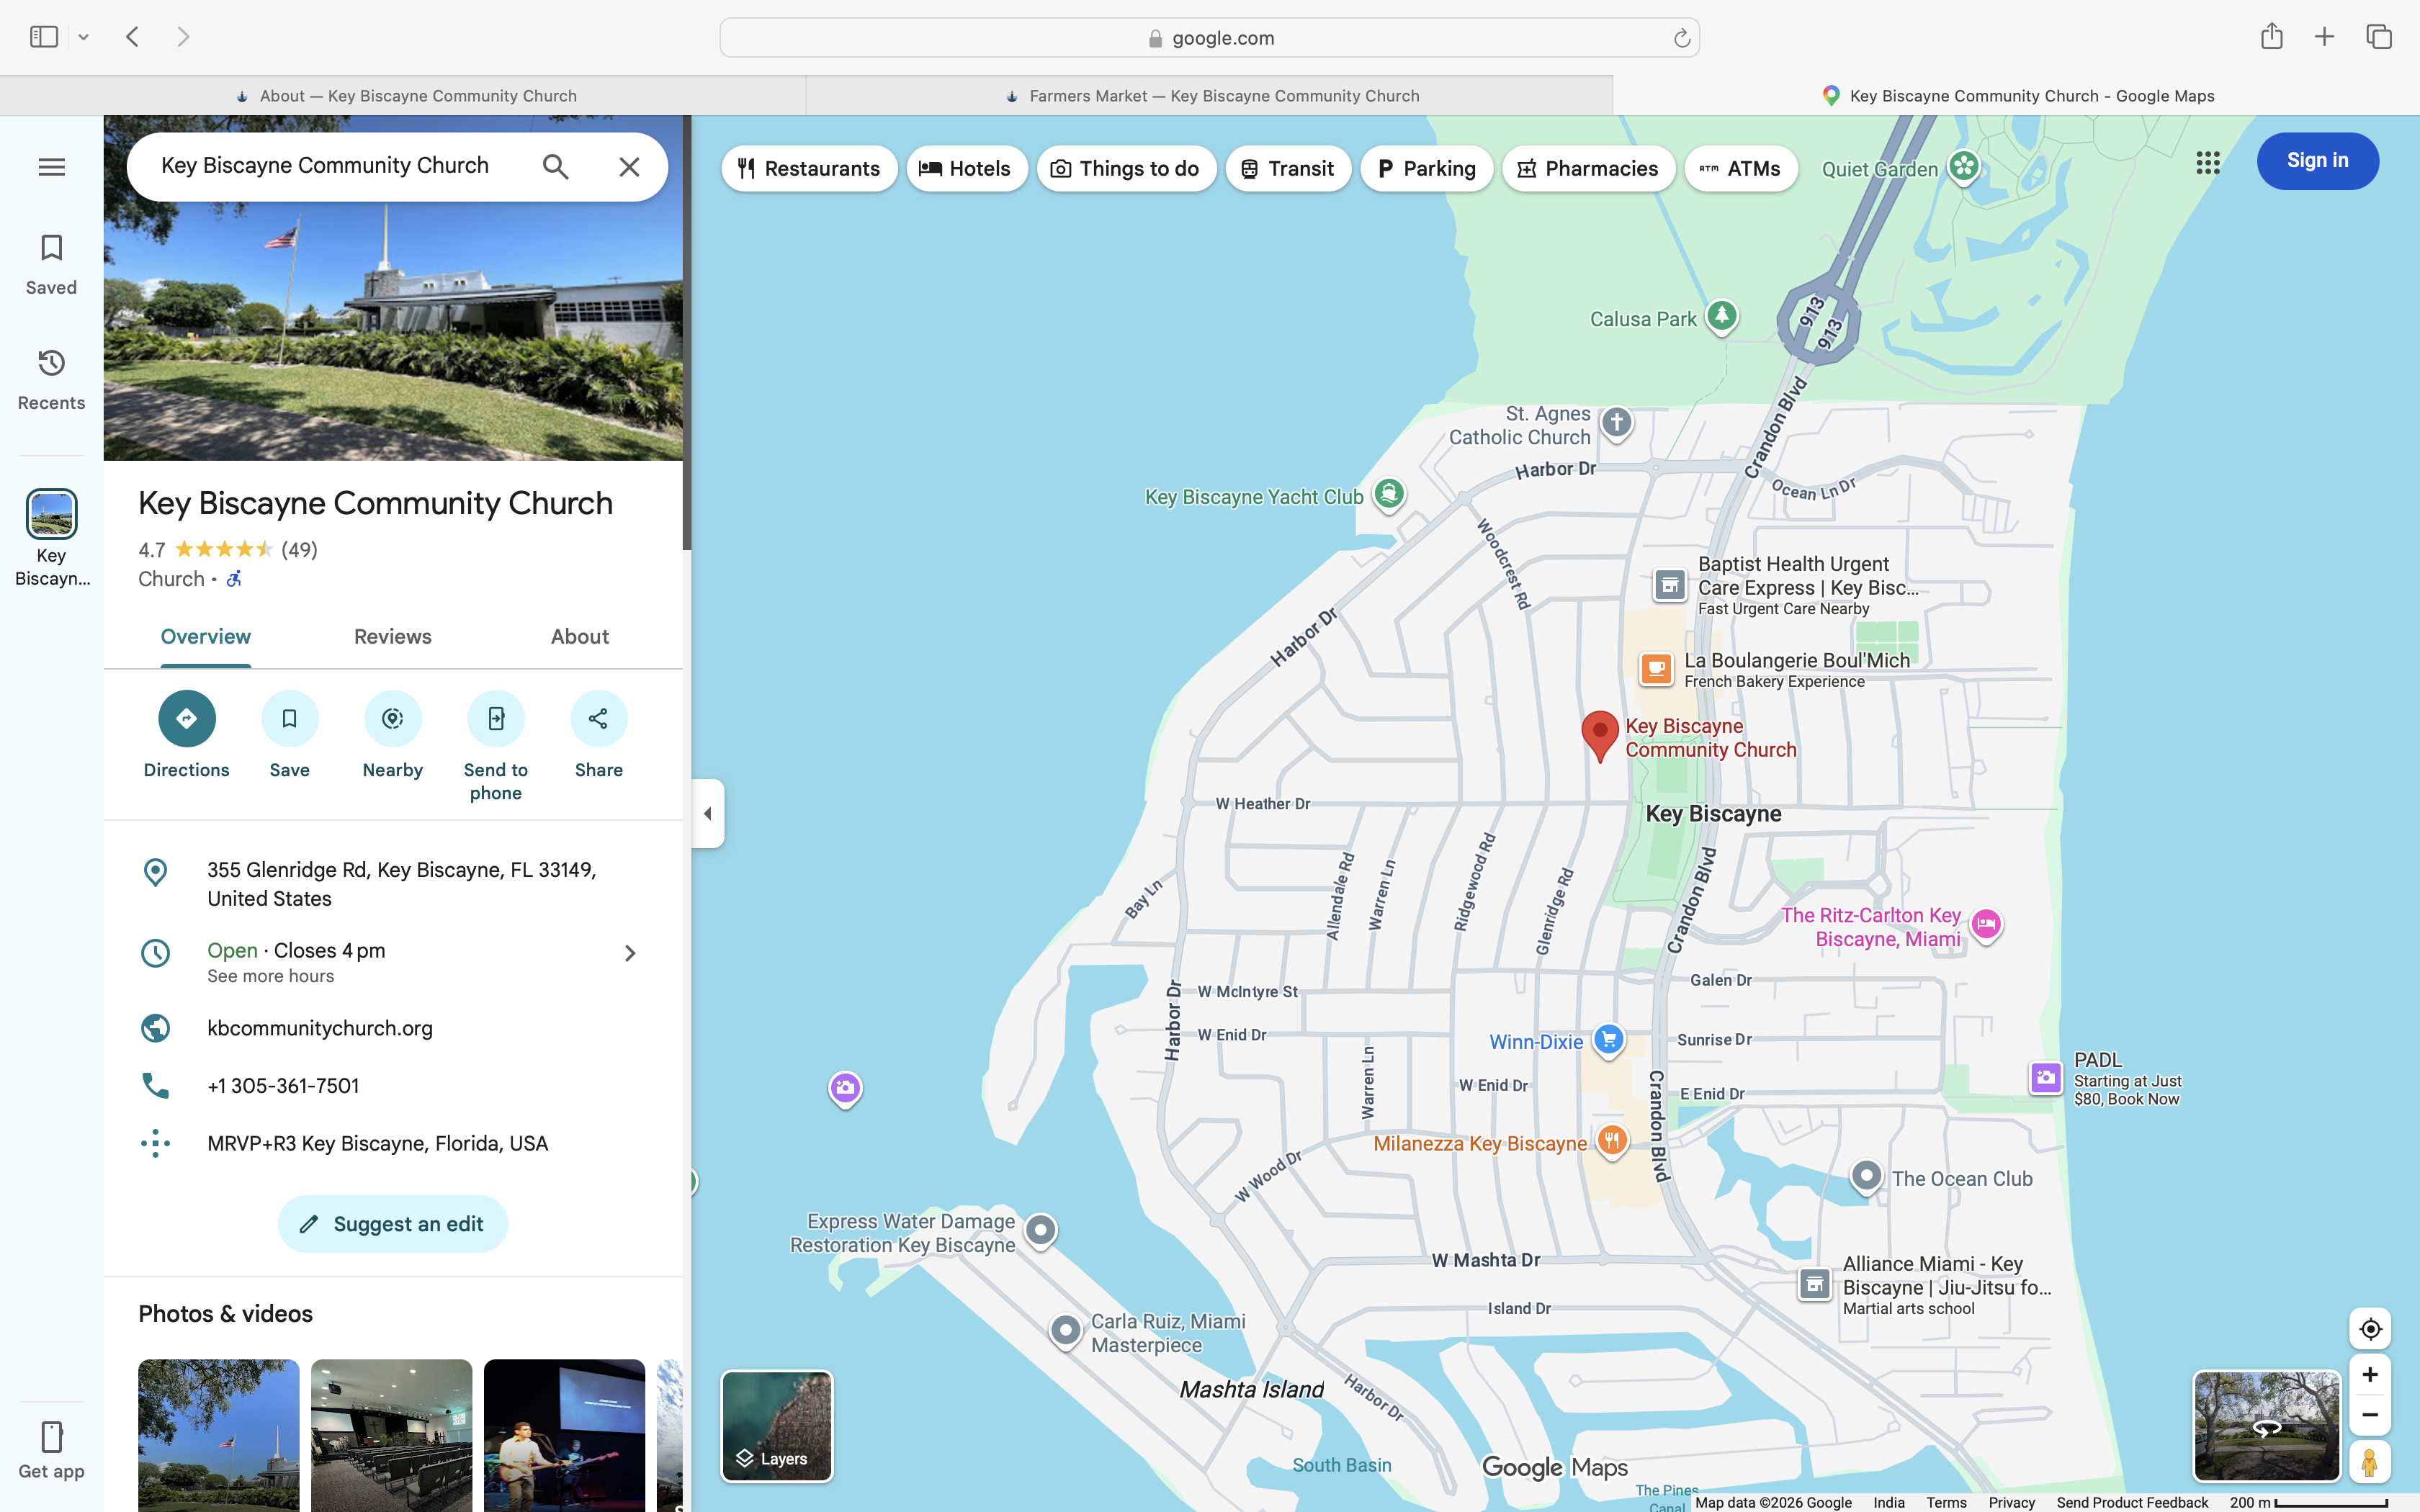 google.com
About — Key Biscayne Community Church
Farmers Market — Key Biscayne Community Church
Key Biscayne Community Church - Google Maps
Saved
Recents
Key
Biscayn...
Get app
Key Biscayne Community Church
Key Biscayne Community Church
4.7 (49)
Church ·
Overview
Reviews
About
Directions
Save
Nearby
Send to
phone
Share
355 Glenridge Rd, Key Biscayne, FL 33149,
United States
Open · Closes 4 pm
See more hours
kbcommunitychurch.org
+1 305-361-7501
MRVP+R3 Key Biscayne, Florida, USA
Suggest an edit
Photos & videos
Restaurants
Hotels
Things to do
Transit
P Parking
Pharmacies
ATM ATMs
Quiet Garden
Sign in
Calusa Park
913
913
Crandon Blvd
St. Agnes
Catholic Church
Harbor Dr
Ocean Ln Dr
Key Biscayne Yacht Club
Woodcrest Rd
Baptist Health Urgent
Care Express | Key Bisc...
Fast Urgent Care Nearby
Harbor Dr
La Boulangerie Boul'Mich
French Bakery Experience
Key Biscayne
Community Church
W Heather Dr
Key Biscayne
Bay Ln
Allendale Rd
Warren Ln
Ridgewood Rd
Glenridge Rd
Crandon Blvd
The Ritz-Carlton Key
Biscayne, Miami
Harbor Dr
W McIntyre St
Galen Dr
W Enid Dr
Winn-Dixie
Sunrise Dr
Warren Ln
W Enid Dr
Crandon Blvd
E Enid Dr
PADL
Starting at Just
$80, Book Now
Milanezza Key Biscayne
W Wood Dr
The Ocean Club
Express Water Damage
Restoration Key Biscayne
W Mashta Dr
Alliance Miami - Key
Biscayne | Jiu-Jitsu fo...
Martial arts school
Island Dr
Carla Ruiz, Miami
Masterpiece
Mashta Island
Harbor Dr
Layers
South Basin
Google Maps
The Pines
Canal
Map data ©2026 Google
India
Terms
Privacy
Send Product Feedback
200 m